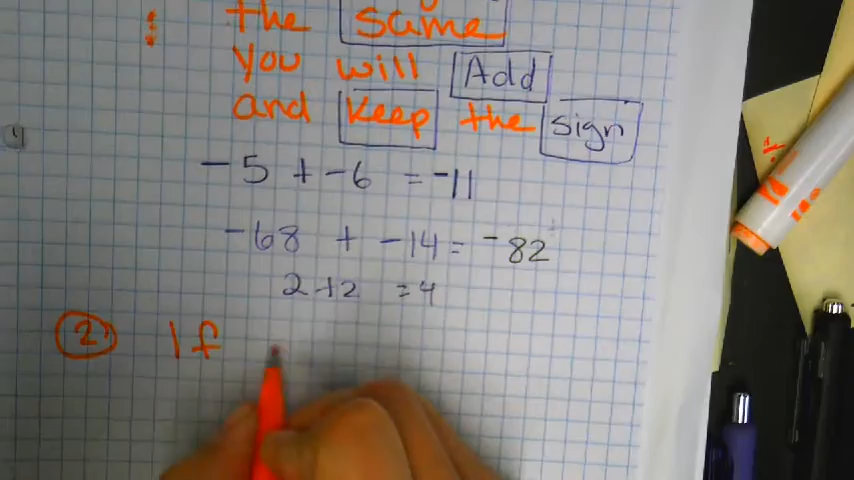 the same
you will Add
and keep the sign
-5 + -6 = -11
-68 + -14 = -82
2+2 = 4
2 If